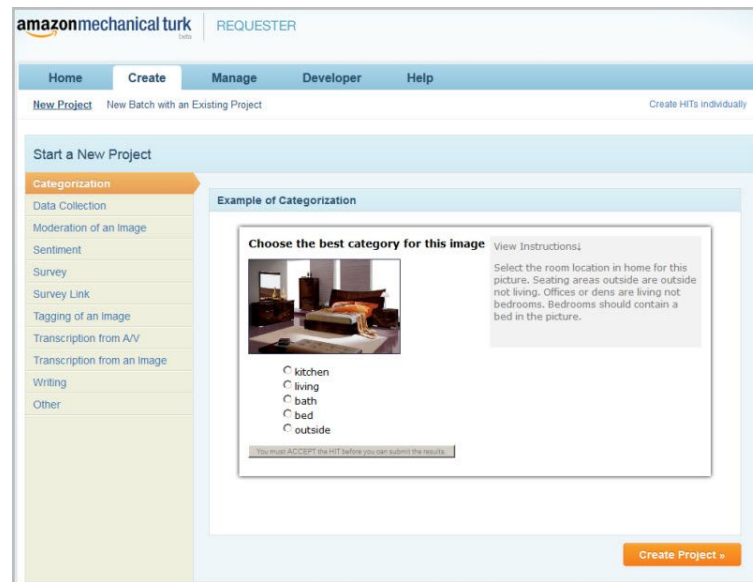 amazonmechanical turk
beta
REQUESTER
Home Create Manage Developer Help
New Project New Batch with an Existing Project Create HITs individually
Start a New Project
Categorization
Data Collection
Moderation of an Image
Sentiment
Survey
Survey Link
Tagging of an Image
Transcription from A/V
Transcription from an Image
Writing
Other
Example of Categorization
Choose the best category for this image
kitchen
living
bath
bed
outside
You must ACCEPT the HIT before you can submit the results.
View Instructions↓
Select the room location in home for this
picture. Seating areas outside are outside
not living. Offices or dens are living not
bedrooms. Bedrooms should contain a
bed in the picture.
Create Project »